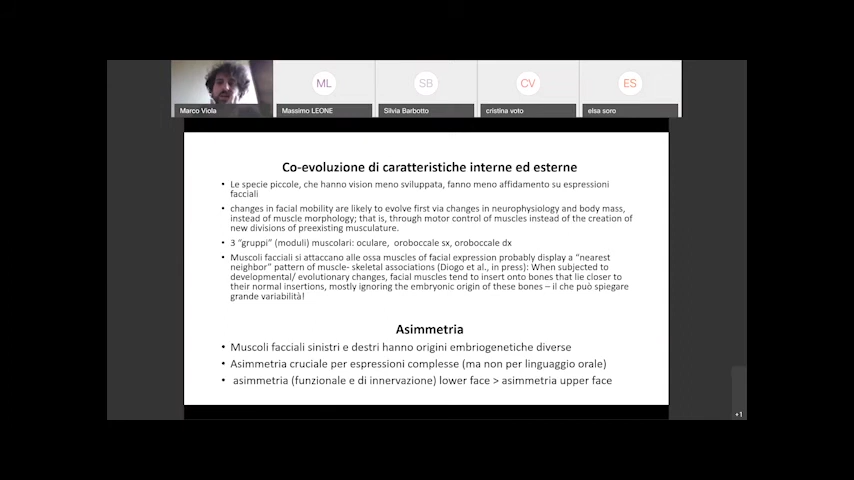 ML
SB
CV
ES
Marco Viola
Massimo LEONE
Silvia Barbotto
cristina voto
elsa soro
Co-evoluzione di caratteristiche interne ed esterne
• Le specie piccole, che hanno vision meno sviluppata, fanno meno affidamento su espressioni
facciali
• changes in facial mobility are likely to evolve first via changes in neurophysiology and body mass,
instead of muscle morphology; that is, through motor control of muscles instead of the creation of
new divisions of preexisting musculature.
• 3 “gruppi” (moduli) muscolari: oculare, oroboccale sx, oroboccale dx
• Muscoli facciali si attaccano alle ossa muscles of facial expression probably display a “nearest
neighbor” pattern of muscle- skeletal associations (Diogo et al., in press): When subjected to
developmental/ evolutionary changes, facial muscles tend to insert onto bones that lie closer to
their normal insertions, mostly ignoring the embryonic origin of these bones – il che può spiegare
grande variabilità!
Asimmetria
• Muscoli facciali sinistri e destri hanno origini embriogenetiche diverse
• Asimmetria cruciale per espressioni complesse (ma non per linguaggio orale)
• asimmetria (funzionale e di innervazione) lower face > asimmetria upper face
+1